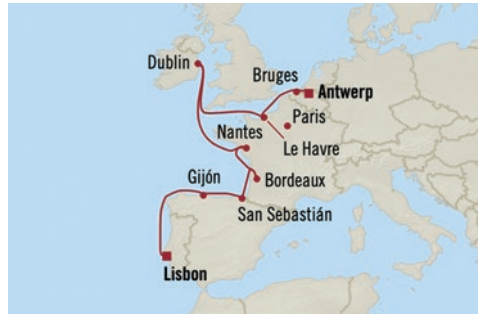 Dublin
Bruges
Antwerp
Paris
Nantes
Le Havre
Gijón
Bordeaux
San Sebastián
Lisbon